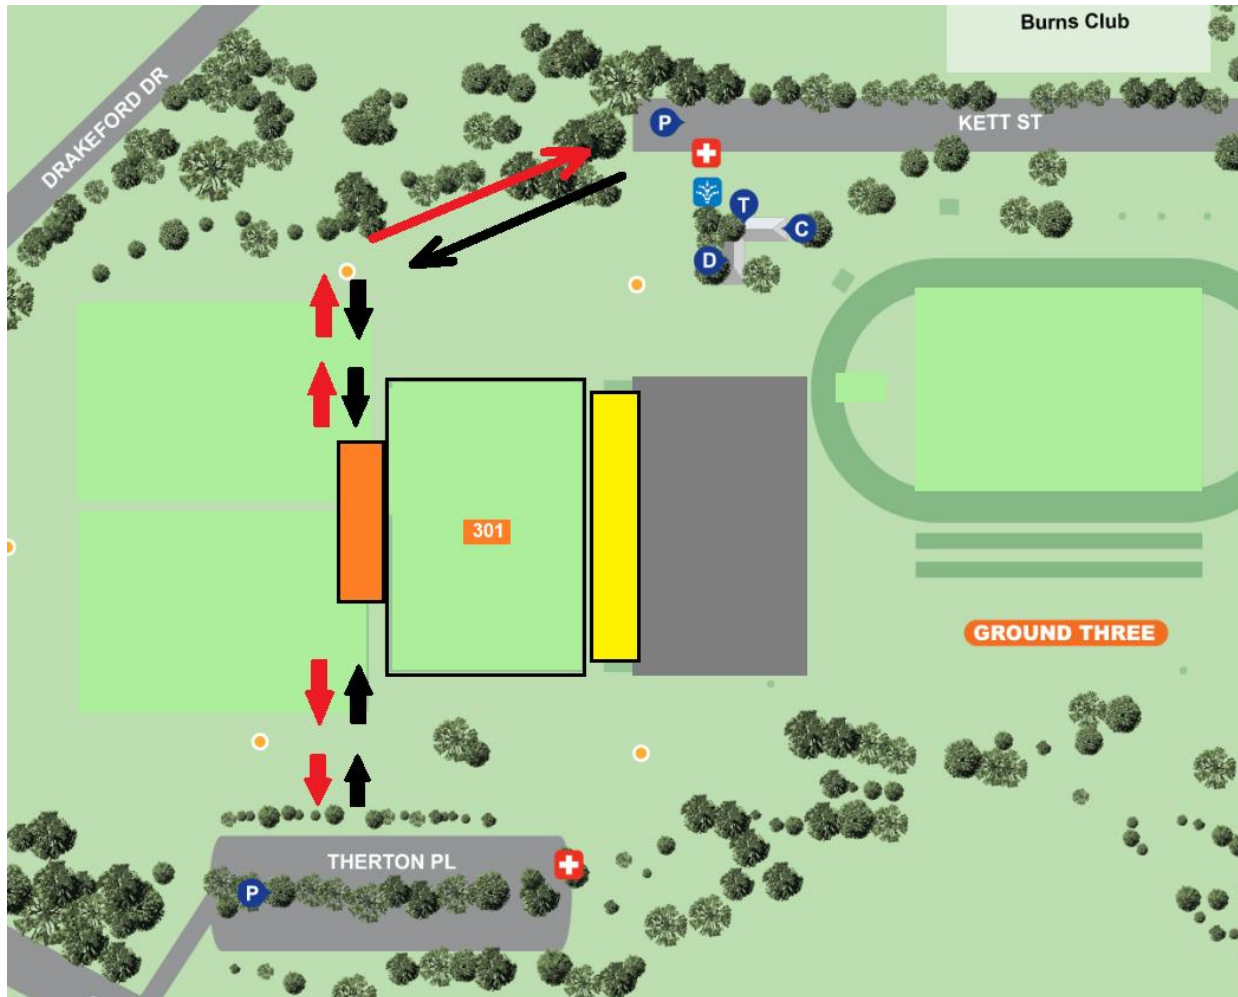 Burns Club
DRAKEFORD DR
P
KETT ST
T
C
D
301
GROUND THREE
THERTON PL
P